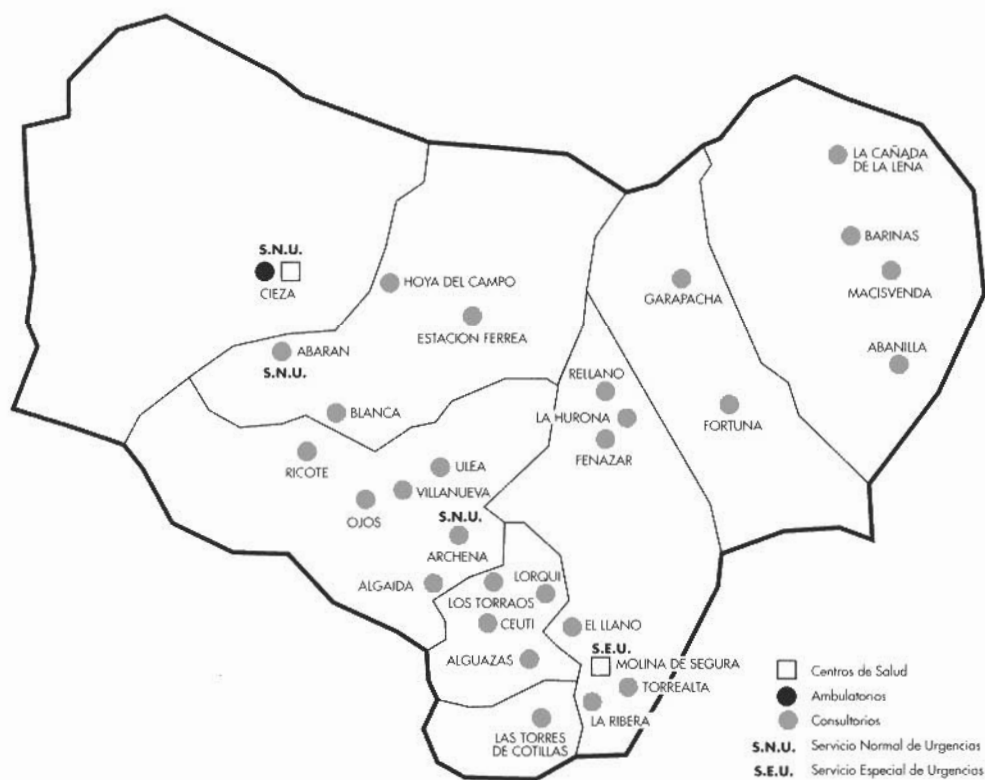 LA CAÑADA
DE LA LENA
BARINAS
MACISVENDA
ABANILLA
S.N.U.
CIEZA
HOYA DEL CAMPO
ESTACION FERREA
GARAPACHA
ABARAN
S.N.U.
RELLANO
LA HURONA
FENAZAR
FORTUNA
BLANCA
RICOTE
ULEA
VILLANUEVA
OJOS
S.N.U.
ARCHENA
ALGAIDA
LORQUI
LOS TORRAOS
CEUTI
ALGUAZAS
EL LLANO
S.E.U.
MOLINA DE SEGURA
TORREALTA
LA RIBERA
LAS TORRES
DE COTILLAS
Centros de Salud
Ambulatorios
Consultorios
S.N.U. Servicio Normal de Urgencias
S.E.U. Servicio Especial de Urgencias